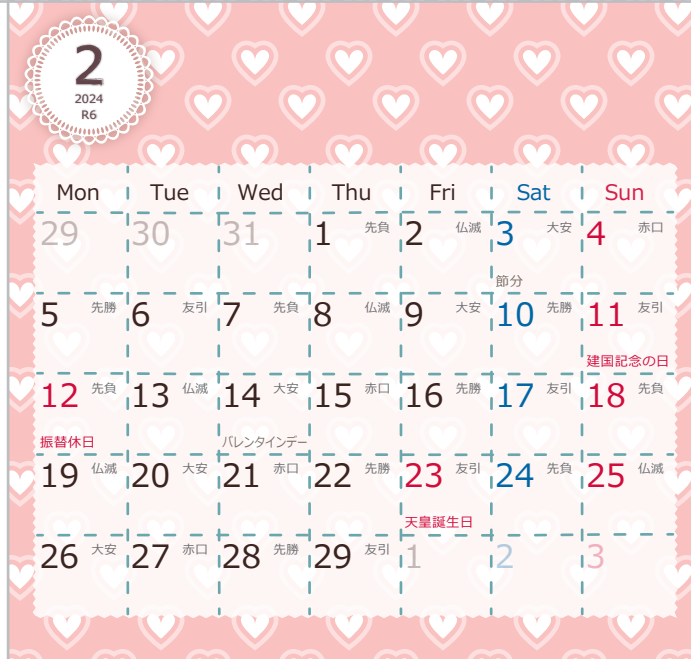 2
2024
R6
Mon Tue Wed Thu Fri Sat Sun
29 30 31 1 先負 2 仏滅 3 大安 4 赤口
節分
5 先勝 6 友引 7 先負 8 仏滅 9 大安 10 先勝 11 友引
建国記念の日
12 先負 13 仏滅 14 大安 15 赤口 16 先勝 17 友引 18 先負
振替休日 バレンタインデー
19 仏滅 20 大安 21 赤口 22 先勝 23 友引 24 先負 25 仏滅
天皇誕生日
26 大安 27 赤口 28 先勝 29 友引 1 2 3